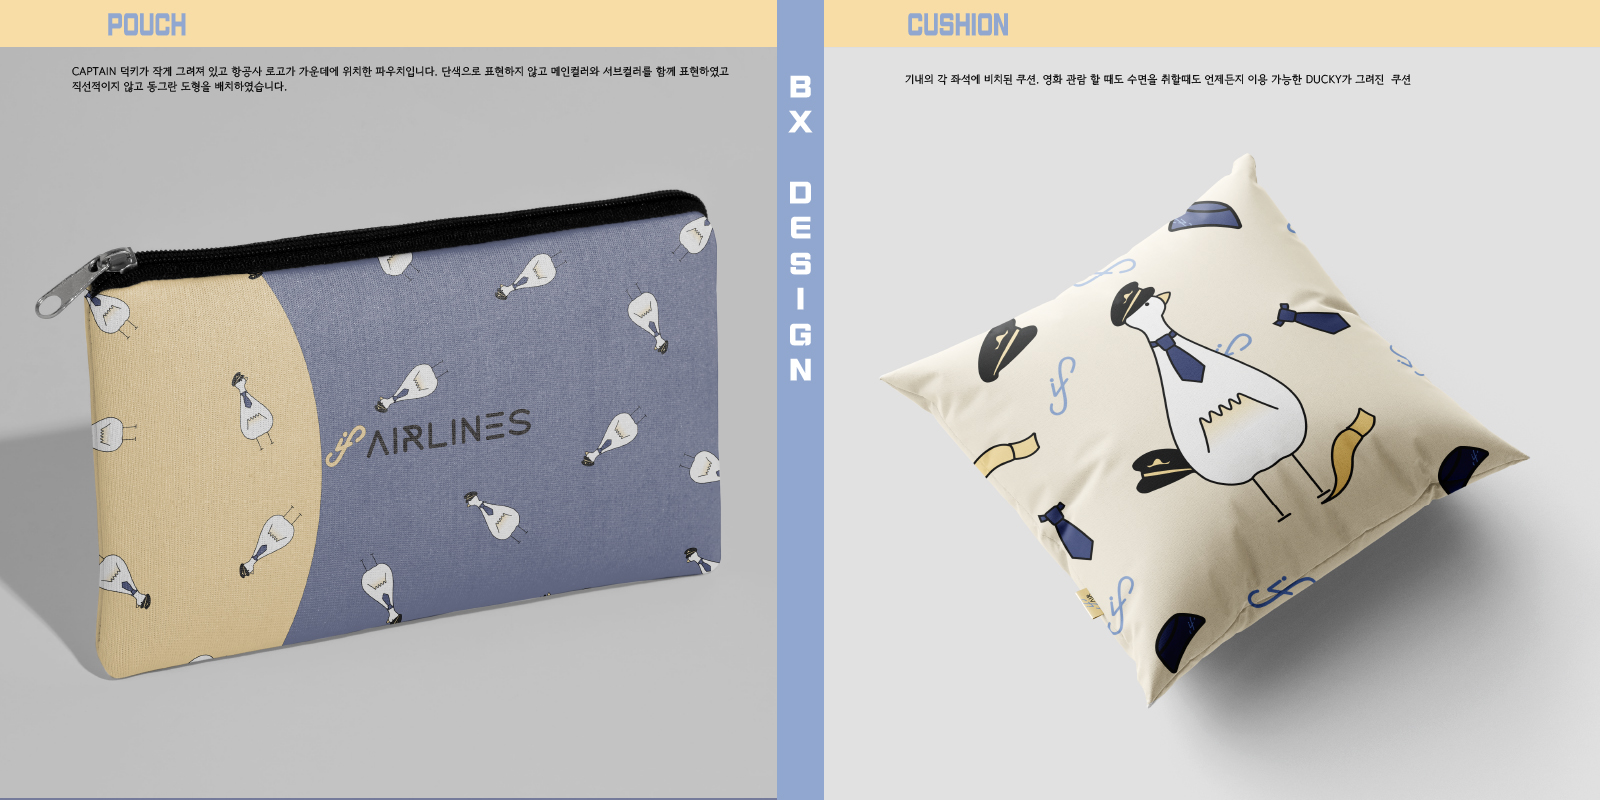 POUCH
CAPTAIN 덕키가 작게 그려져 있고 항공사 로고가 가운데에 위치한 파우치입니다. 단색으로 표현하지 않고 메인컬러와 서브컬러를 함께 표현하였고
직선적이지 않고 동그란 도형을 배치하였습니다.
if AIRLINES
BX DESIGN
CUSHION
기내의 각 좌석에 비치된 쿠션. 영화 관람 할 때도 수면을 취할때도 언제든지 이용 가능한 DUCKY가 그려진 쿠션
if
if
if
if
if